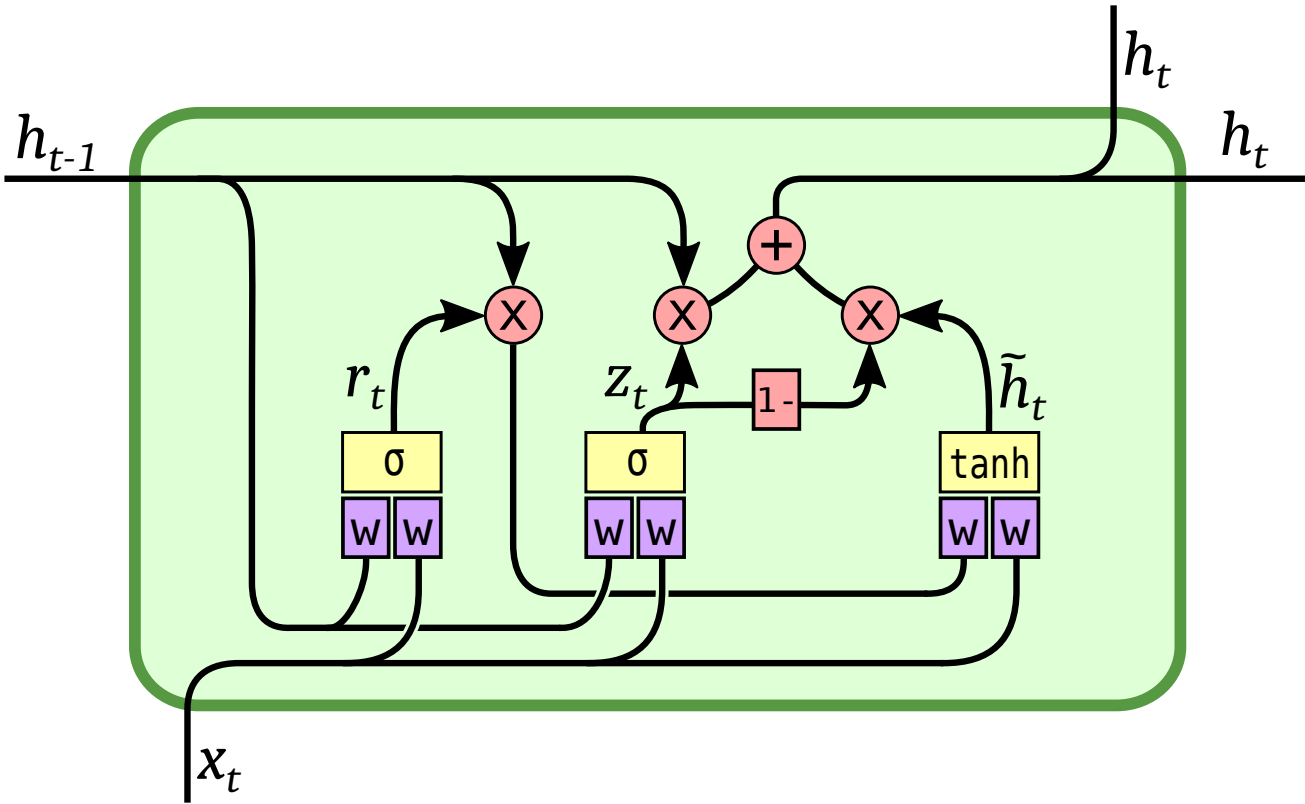 h_t
h_{t-1}
h_t
+
X
X
X
r_t
z_t
1-
h̃_t
σ
σ
tanh
w w
w w
w w
x_t